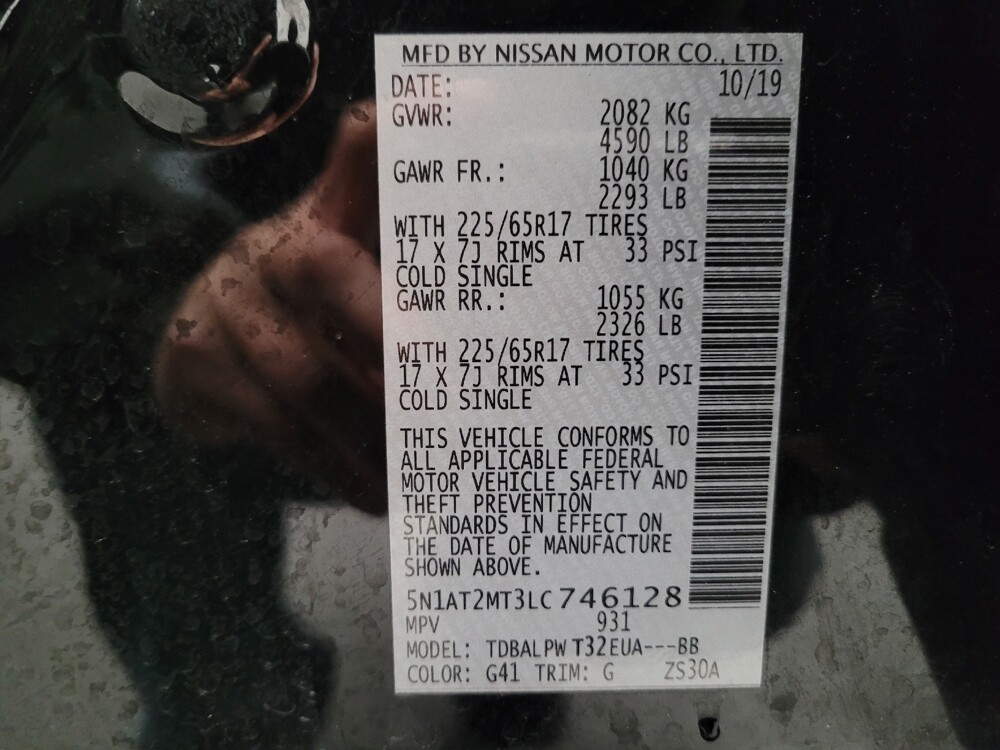 MFD BY NISSAN MOTOR CO., LTD.
DATE: 10/19
GVWR: 2082 KG
4590 LB
GAWR FR.: 1040 KG
2293 LB
WITH 225/65R17 TIRES
17 X 7J RIMS AT 33 PSI
COLD SINGLE
GAWR RR.: 1055 KG
2326 LB
WITH 225/65R17 TIRES
17 X 7J RIMS AT 33 PSI
COLD SINGLE
THIS VEHICLE CONFORMS TO
ALL APPLICABLE FEDERAL
MOTOR VEHICLE SAFETY AND
THEFT PREVENTION
STANDARDS IN EFFECT ON
THE DATE OF MANUFACTURE
SHOWN ABOVE.
5N1AT2MT3LC746128
MPV 931
MODEL: TDBALPW T32EUA---BB
COLOR: G41 TRIM: G ZS30A